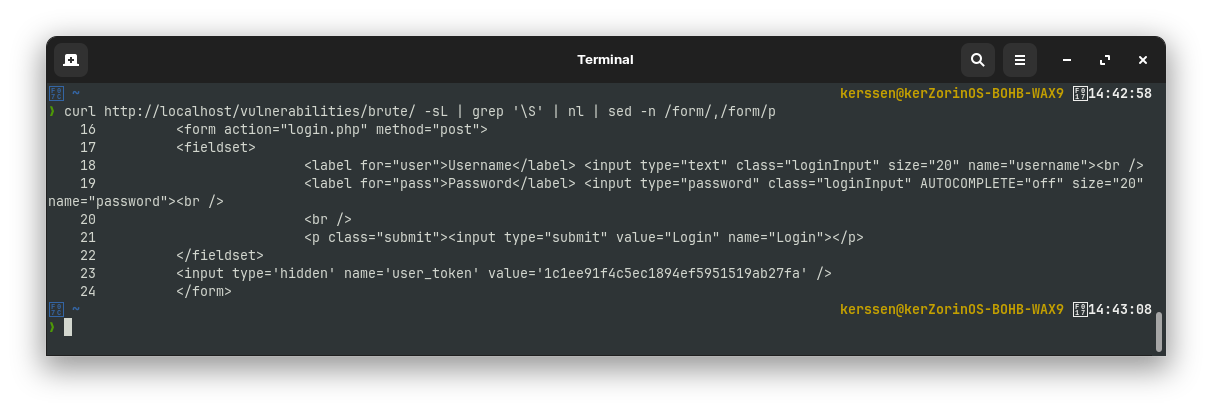 Terminal
~ kerssen@kerZorinOS-BOHB-WAX9 14:42:58
❯ curl http://localhost/vulnerabilities/brute/ -sL | grep '\S' | nl | sed -n /form/,/form/p
16 <form action="login.php" method="post">
17 <fieldset>
18 <label for="user">Username</label> <input type="text" class="loginInput" size="20" name="username"><br />
19 <label for="pass">Password</label> <input type="password" class="loginInput" AUTOCOMPLETE="off" size="20"
name="password"><br />
20 <br />
21 <p class="submit"><input type="submit" value="Login" name="Login"></p>
22 </fieldset>
23 <input type='hidden' name='user_token' value='1c1ee91f4c5ec1894ef5951519ab27fa' />
24 </form>
~ kerssen@kerZorinOS-BOHB-WAX9 14:43:08
❯